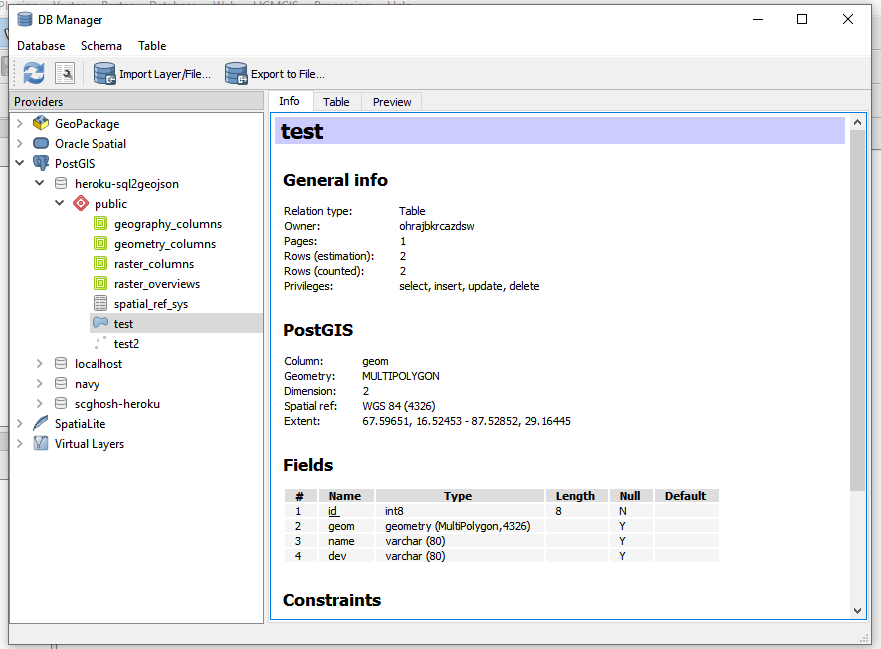 DB Manager
Database Schema Table
Import Layer/File... Export to File...
Providers
GeoPackage
Oracle Spatial
PostGIS
heroku-sql2geojson
public
geography_columns
geometry_columns
raster_columns
raster_overviews
spatial_ref_sys
test
test2
localhost
navy
scghosh-heroku
SpatiaLite
Virtual Layers
Info Table Preview
test
General info
Relation type: Table
Owner: ohrajbkrcazdsw
Pages: 1
Rows (estimation): 2
Rows (counted): 2
Privileges: select, insert, update, delete
PostGIS
Column: geom
Geometry: MULTIPOLYGON
Dimension: 2
Spatial ref: WGS 84 (4326)
Extent: 67.59651, 16.52453 - 87.52852, 29.16445
Fields
# Name Type Length Null Default
1 id int8 8 N
2 geom geometry (MultiPolygon,4326) Y
3 name varchar (80) Y
4 dev varchar (80) Y
Constraints